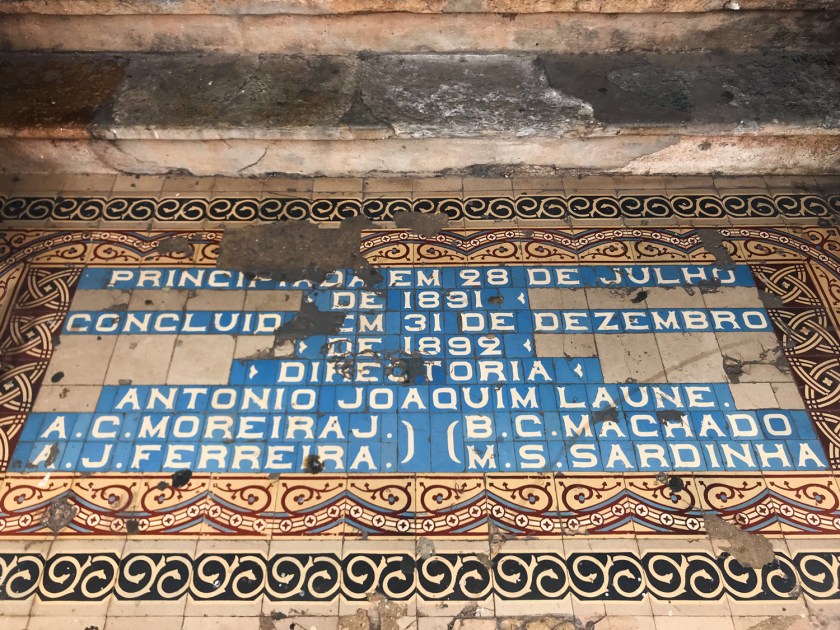 PRINCIPIADA EM 28 DE JULHO
DE 1891
CONCLUIDA EM 31 DE DEZEMBRO
DE 1892
DIRECTORIA
ANTONIO JOAQUIM LAUNE.
A.C.MOREIRA J. ) ( B.C.MACHADO
A.J.FERREIRA. ) ( M.S.SARDINHA